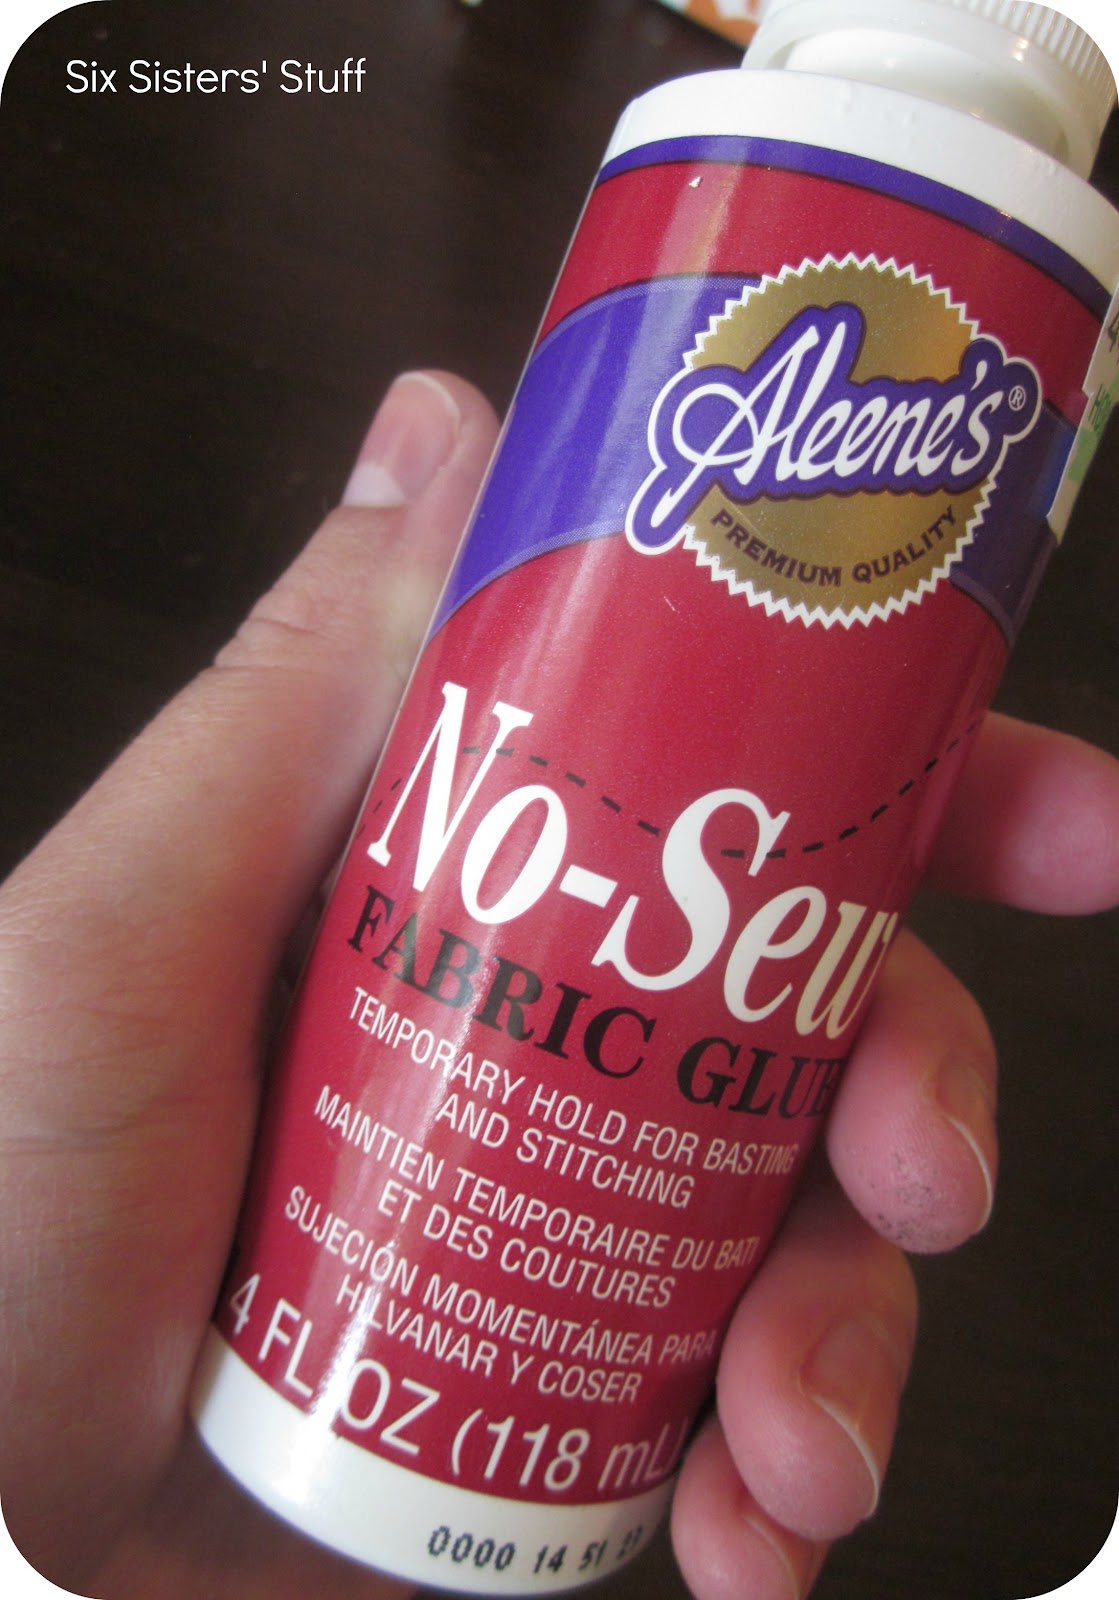 Six Sisters' Stuff
Aleene's®
PREMIUM QUALITY
No-Sew
FABRIC GLUE
TEMPORARY HOLD FOR BASTING
AND STITCHING
MAINTIEN TEMPORAIRE DU BATI
ET DES COUTURES
SUJECIÓN MOMENTÁNEA PARA
HILVANAR Y COSER
4 FL OZ (118 mL)
0000 14 51